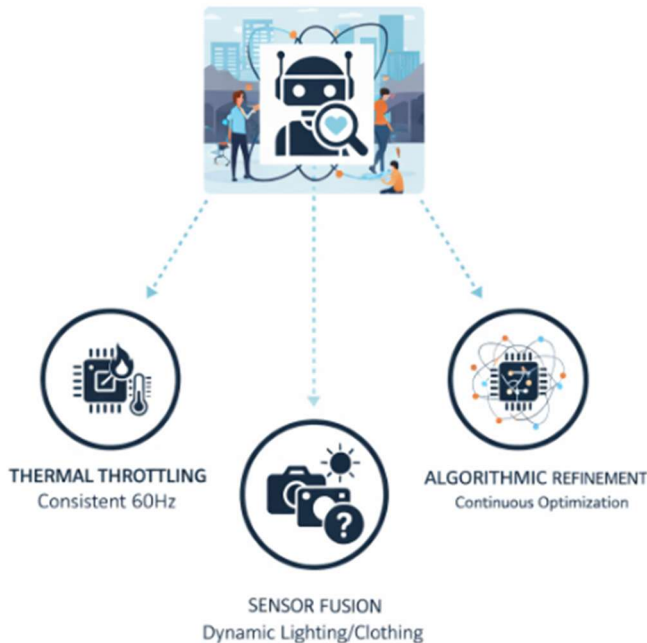 THERMAL THROTTLING
Consistent 60Hz
ALGORITHMIC REFINEMENT
Continuous Optimization
?
SENSOR FUSION
Dynamic Lighting/Clothing